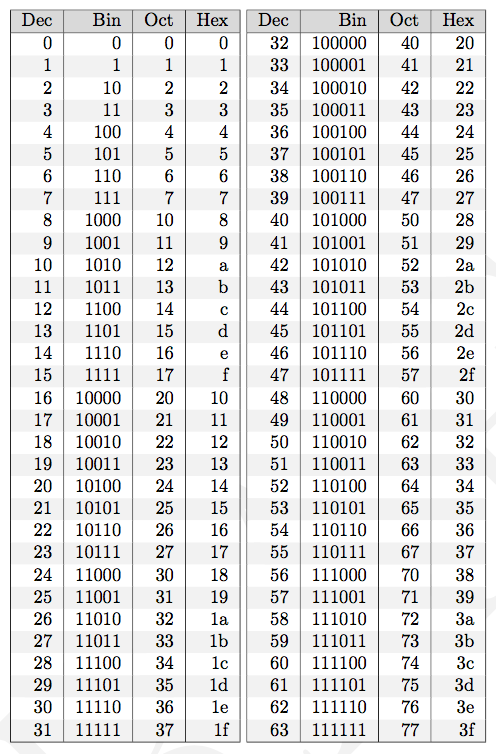 Dec Bin Oct Hex Dec Bin Oct Hex
0 0 0 0 32 100000 40 20
1 1 1 1 33 100001 41 21
2 10 2 2 34 100010 42 22
3 11 3 3 35 100011 43 23
4 100 4 4 36 100100 44 24
5 101 5 5 37 100101 45 25
6 110 6 6 38 100110 46 26
7 111 7 7 39 100111 47 27
8 1000 10 8 40 101000 50 28
9 1001 11 9 41 101001 51 29
10 1010 12 a 42 101010 52 2a
11 1011 13 b 43 101011 53 2b
12 1100 14 c 44 101100 54 2c
13 1101 15 d 45 101101 55 2d
14 1110 16 e 46 101110 56 2e
15 1111 17 f 47 101111 57 2f
16 10000 20 10 48 110000 60 30
17 10001 21 11 49 110001 61 31
18 10010 22 12 50 110010 62 32
19 10011 23 13 51 110011 63 33
20 10100 24 14 52 110100 64 34
21 10101 25 15 53 110101 65 35
22 10110 26 16 54 110110 66 36
23 10111 27 17 55 110111 67 37
24 11000 30 18 56 111000 70 38
25 11001 31 19 57 111001 71 39
26 11010 32 1a 58 111010 72 3a
27 11011 33 1b 59 111011 73 3b
28 11100 34 1c 60 111100 74 3c
29 11101 35 1d 61 111101 75 3d
30 11110 36 1e 62 111110 76 3e
31 11111 37 1f 63 111111 77 3f